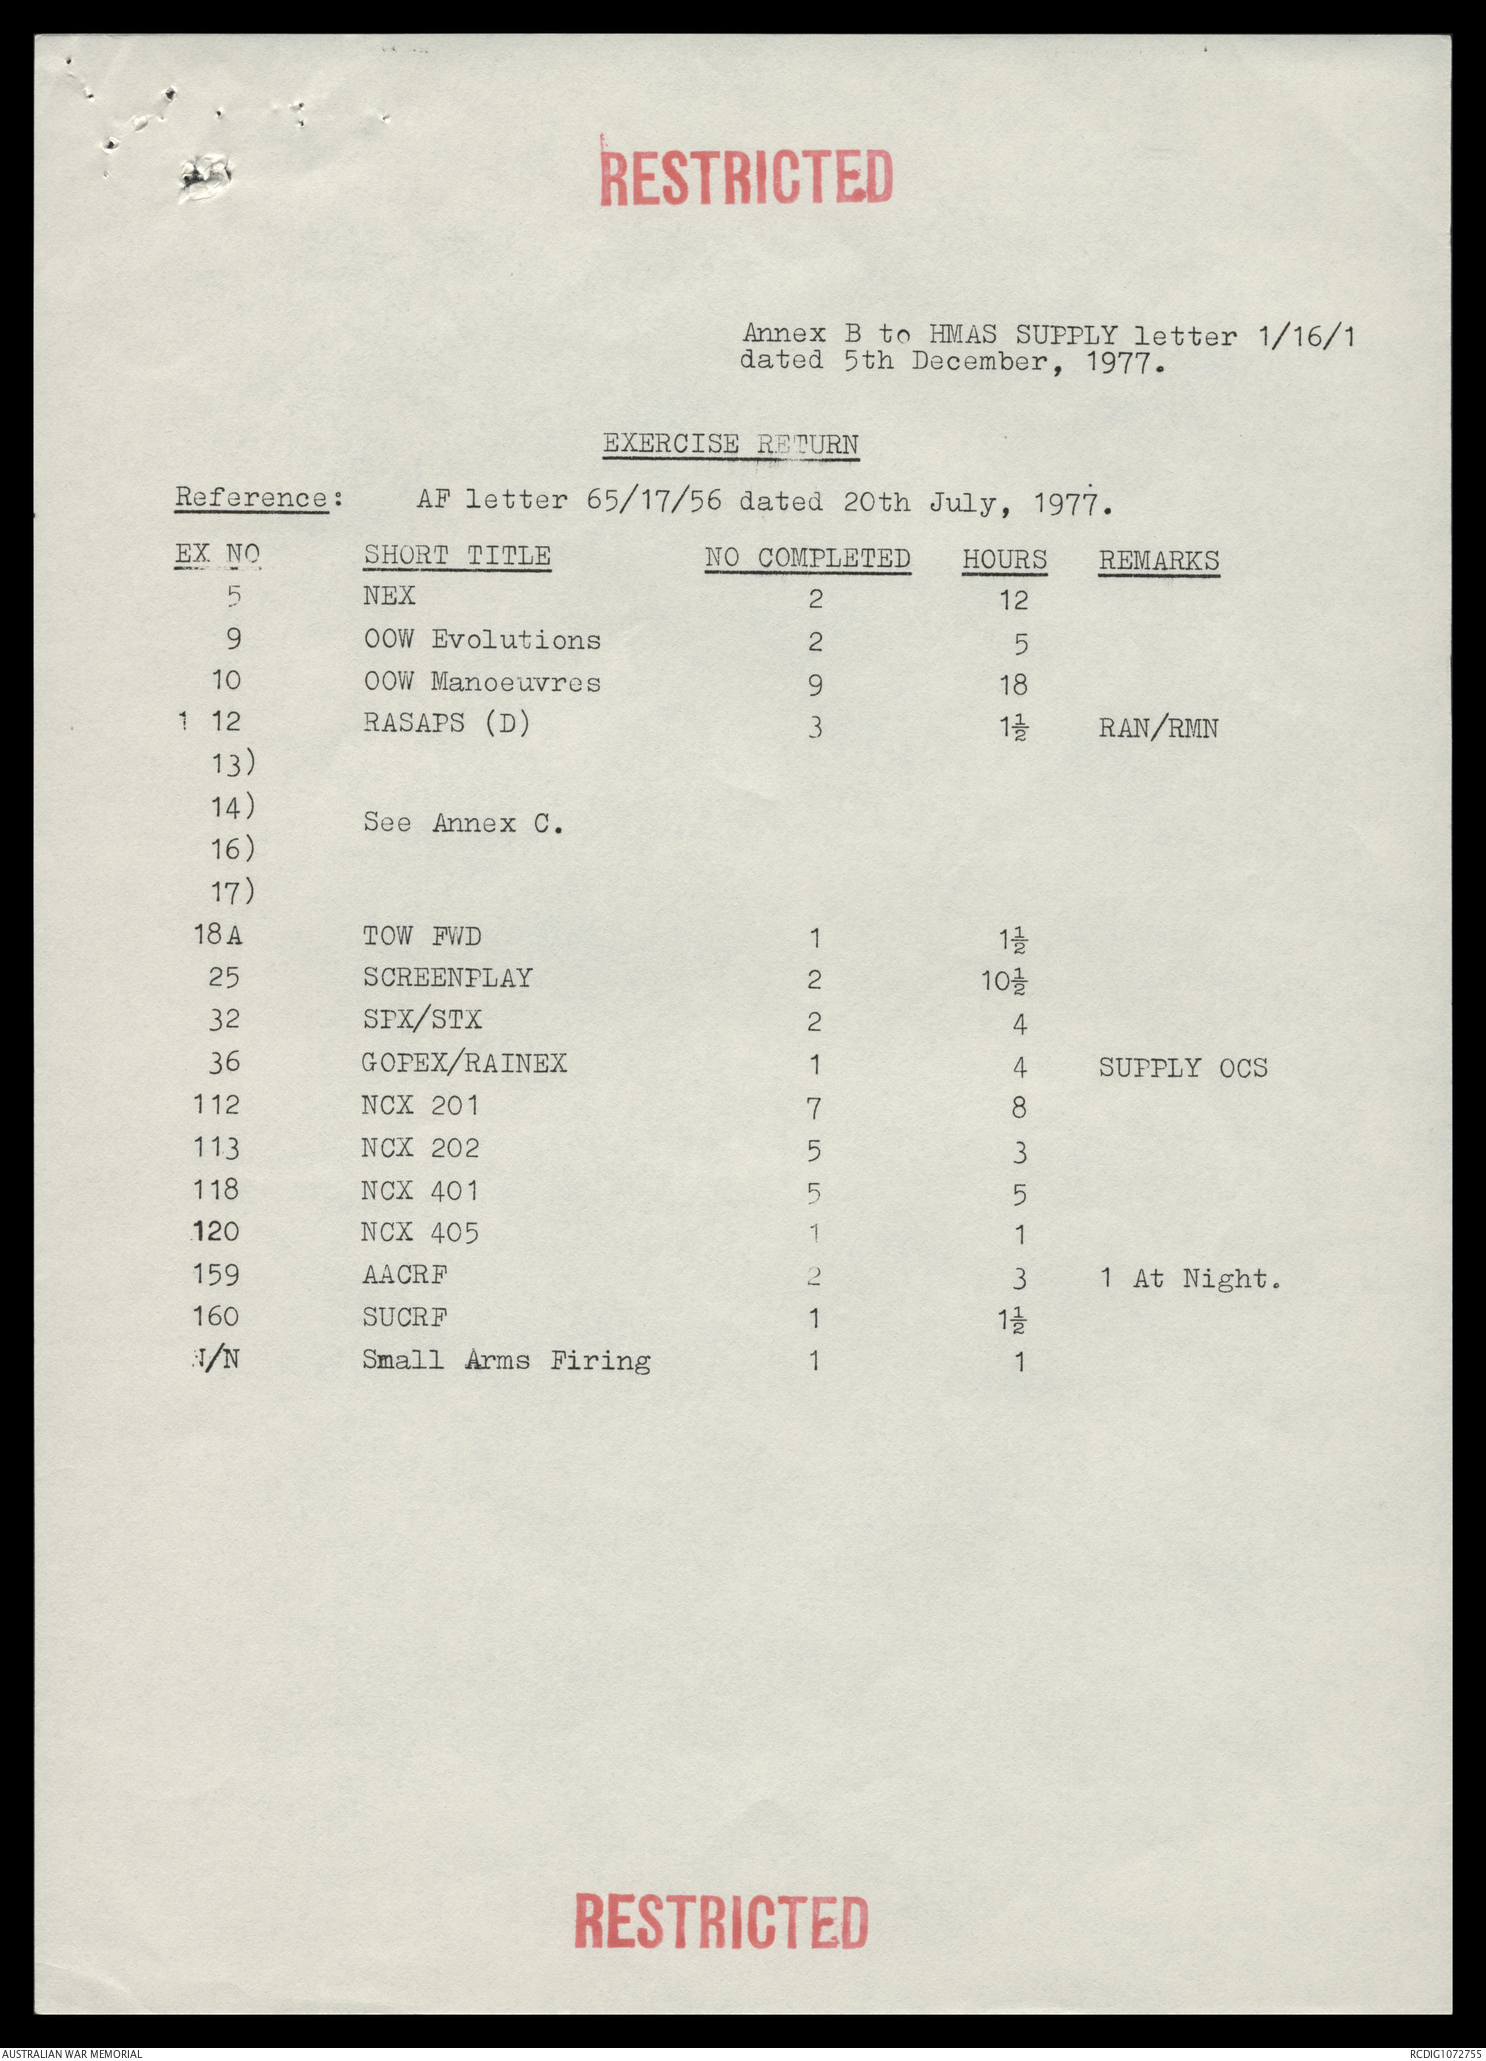 RESTRICTED
Annex B to HMAS SUPPLY letter 1/16/1
dated 5th December, 1977.
EXERCISE RETURN
Reference: AF letter 65/17/56 dated 20th July, 1977.
EX NO SHORT TITLE NO COMPLETED HOURS REMARKS
5 NEX 2 12
9 OOW Evolutions 2 5
10 OOW Manoeuvres 9 18
1 12 RASAPS (D) 3 1½ RAN/RMN
13)
14)
See Annex C.
16)
17)
18A TOW FWD 1 1½
25 SCREENPLAY 2 10½
32 SPX/STX 2 4
36 GOPEX/RAINEX 1 4 SUPPLY OCS
112 NCX 201 7 8
113 NCX 202 5 3
118 NCX 401 5 5
120 NCX 405 1 1
159 AACRF 2 3 1 At Night.
160 SUCRF 1 1½
N/N Small Arms Firing 1 1
RESTRICTED
AUSTRALIAN WAR MEMORIAL RCDIG1072755